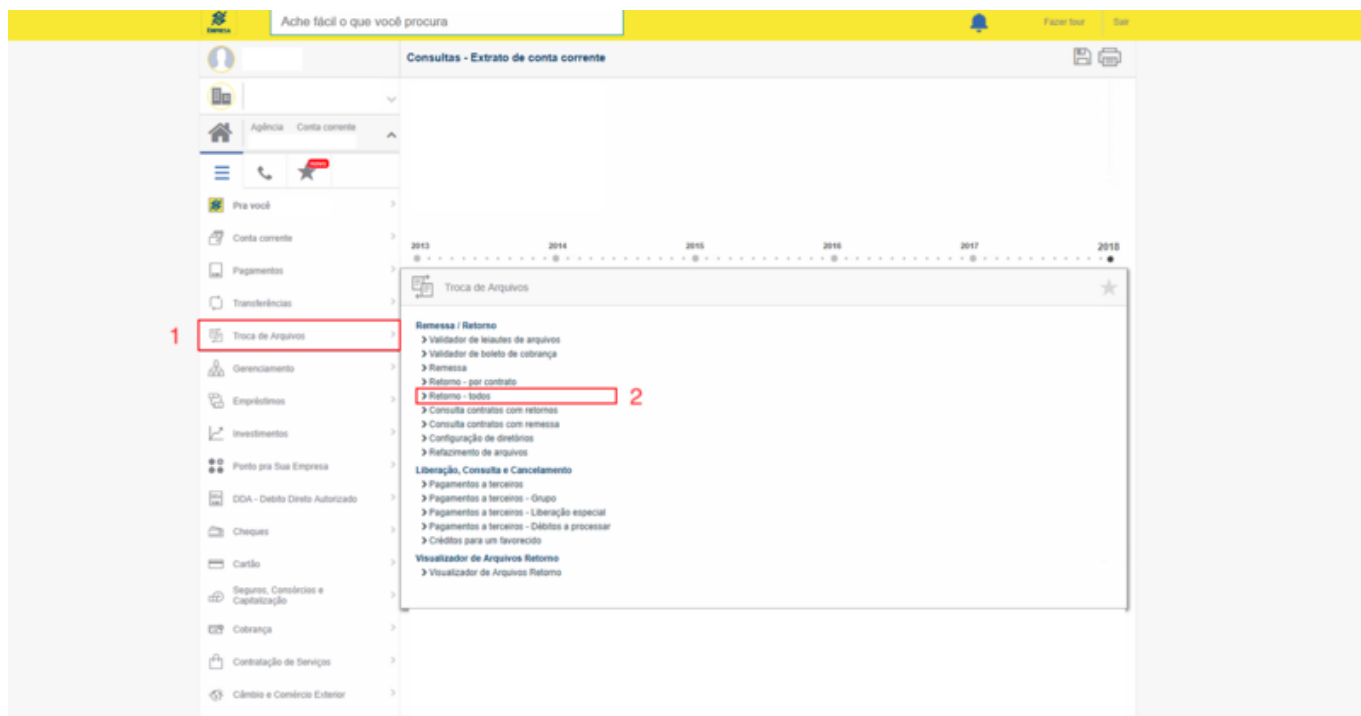 EMPRESA
Ache fácil o que você procura
Fazer tour
Sair
Consultas - Extrato de conta corrente
Agência Conta corrente
novo
Pra você
Conta corrente
Pagamentos
Transferências
1
Troca de Arquivos
Gerenciamento
Empréstimos
Investimentos
Ponto pra Sua Empresa
DDA - Debito Direto Autorizado
Cheques
Cartão
Seguros, Consórcios e
Capitalização
Cobrança
Contratação de Serviços
Câmbio e Comércio Exterior
2013 2014 2015 2016 2017 2018
Troca de Arquivos
Remessa / Retorno
Validador de leiautes de arquivos
Validador de boleto de cobrança
Remessa
Retorno - por contrato
Retorno - todos
2
Consulta contratos com retornos
Consulta contratos com remessa
Configuração de diretórios
Refazimento de arquivos
Liberação, Consulta e Cancelamento
Pagamentos a terceiros
Pagamentos a terceiros - Grupo
Pagamentos a terceiros - Liberação especial
Pagamentos a terceiros - Débitos a processar
Créditos para um favorecido
Visualizador de Arquivos Retorno
Visualizador de Arquivos Retorno